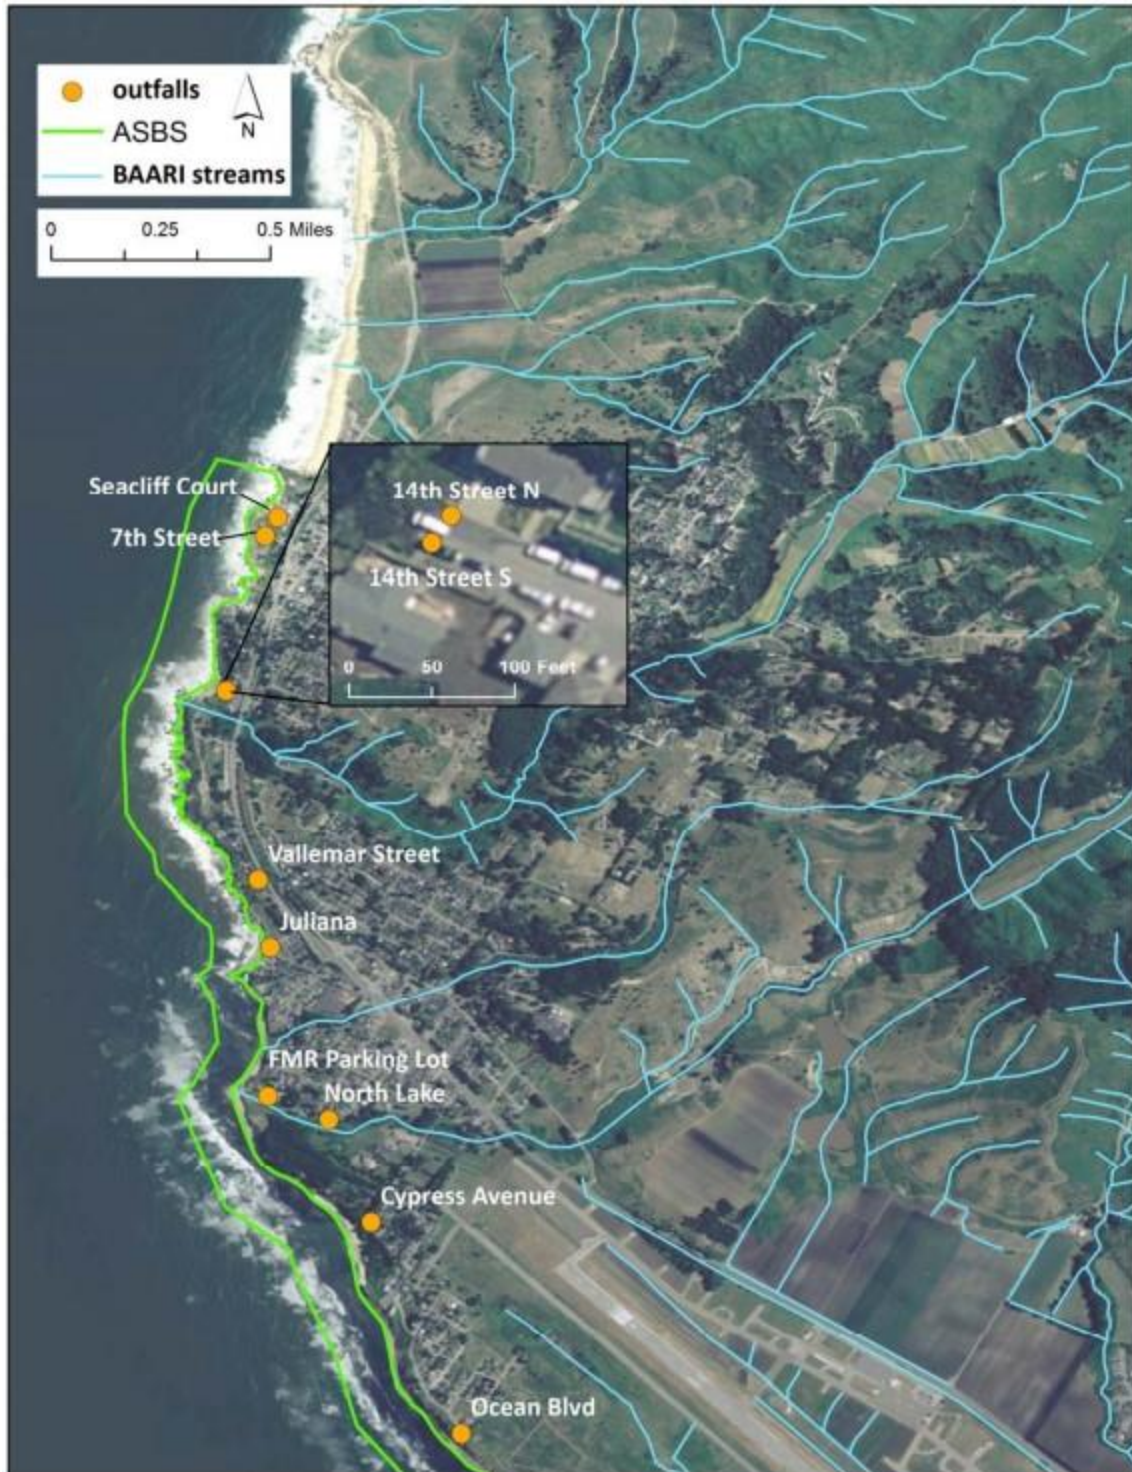 outfalls
N
ASBS
BAARI streams
0 0.25 0.5 Miles
Seacliff Court
7th Street
14th Street N
14th Street S
0 50 100 Feet
Vallemar Street
Juliana
FMR Parking Lot
North Lake
Cypress Avenue
Ocean Blvd